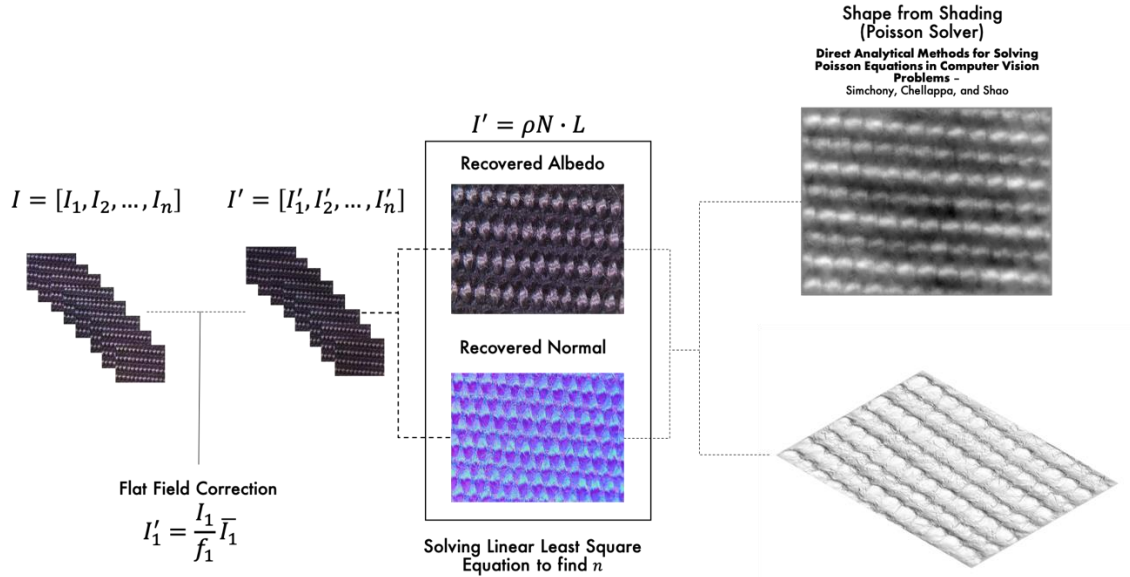 Shape from Shading
(Poisson Solver)
Direct Analytical Methods for Solving
Poisson Equations in Computer Vision
Problems –
Simchony, Chellappa, and Shao
I' = ρN · L
Recovered Albedo
I = [I₁, I₂, ..., Iₙ]
I' = [I'₁, I'₂, ..., I'ₙ]
Recovered Normal
Flat Field Correction
I'₁ = I₁/f₁ Ī₁
Solving Linear Least Square
Equation to find n